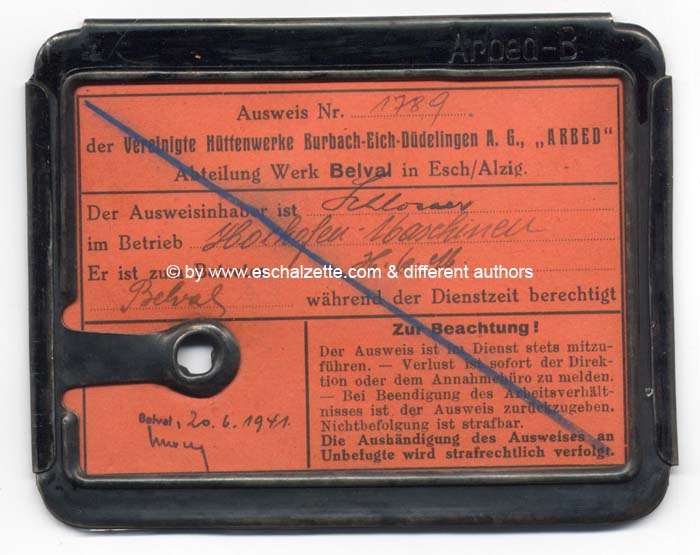 Arbed-B
Ausweis Nr. 1789
der Vereinigte Hüttenwerke Burbach-Eich-Düdelingen A. G., „ARBED"
Abteilung Werk Belval in Esch/Alzig.
Der Ausweisinhaber ist Schlosser
im Betrieb Hochofen-Maschinen
Er ist zum
© by www.eschalzette.com & different authors
Belval während der Dienstzeit berechtigt
Zur Beachtung!
Der Ausweis ist im Dienst stets mitzu-
führen. — Verlust ist sofort der Direk-
tion oder dem Annahmebüro zu melden.
— Bei Beendigung des Arbeitsverhält-
nisses ist der Ausweis zurückzugeben.
Nichtbefolgung ist strafbar.
Die Aushändigung des Ausweises an
Unbefugte wird strafrechtlich verfolgt.
Belval, 20. 6. 1941.